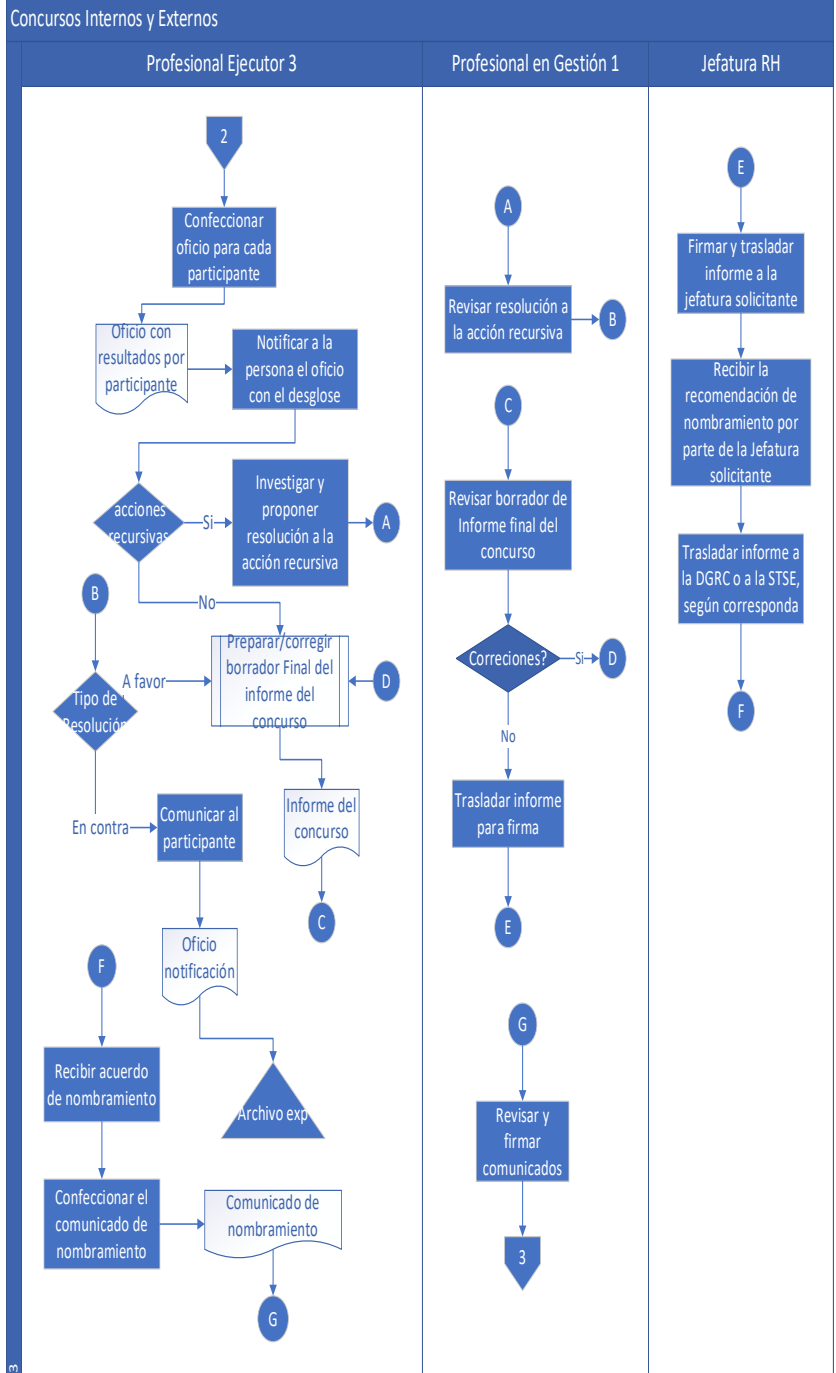 Concursos Internos y Externos
Profesional Ejecutor 3
Profesional en Gestión 1
Jefatura RH
2
Confeccionar
oficio para cada
participante
Oficio con
resultados por
participante
Notificar a la
persona el oficio
con el desglose
acciones
recursivas
Si
Investigar y
proponer
resolución a la
acción recursiva
A
No
B
Tipo de
Resolución
A favor
Preparar/corregir
borrador Final del
informe del
concurso
D
En contra
Comunicar al
participante
Informe del
concurso
C
Oficio
notificación
Archivo exp
F
Recibir acuerdo
de nombramiento
Confeccionar el
comunicado de
nombramiento
Comunicado de
nombramiento
G
3
A
Revisar resolución a
la acción recursiva
B
C
Revisar borrador de
Informe final del
concurso
Correciones?
Si
D
No
Trasladar informe
para firma
E
G
Revisar y
firmar
comunicados
3
E
Firmar y trasladar
informe a la
jefatura solicitante
Recibir la
recomendación de
nombramiento por
parte de la Jefatura
solicitante
Trasladar informe a
la DGRC o a la STSE,
según corresponda
F